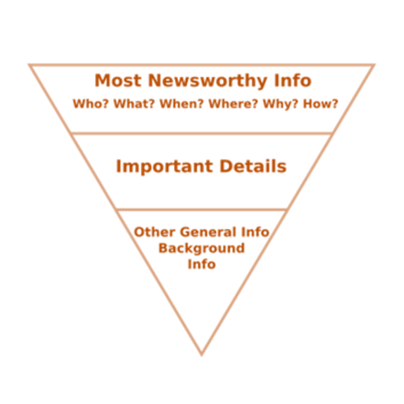 Most Newsworthy Info
Who? What? When? Where? Why? How?
Important Details
Other General Info
Background
Info